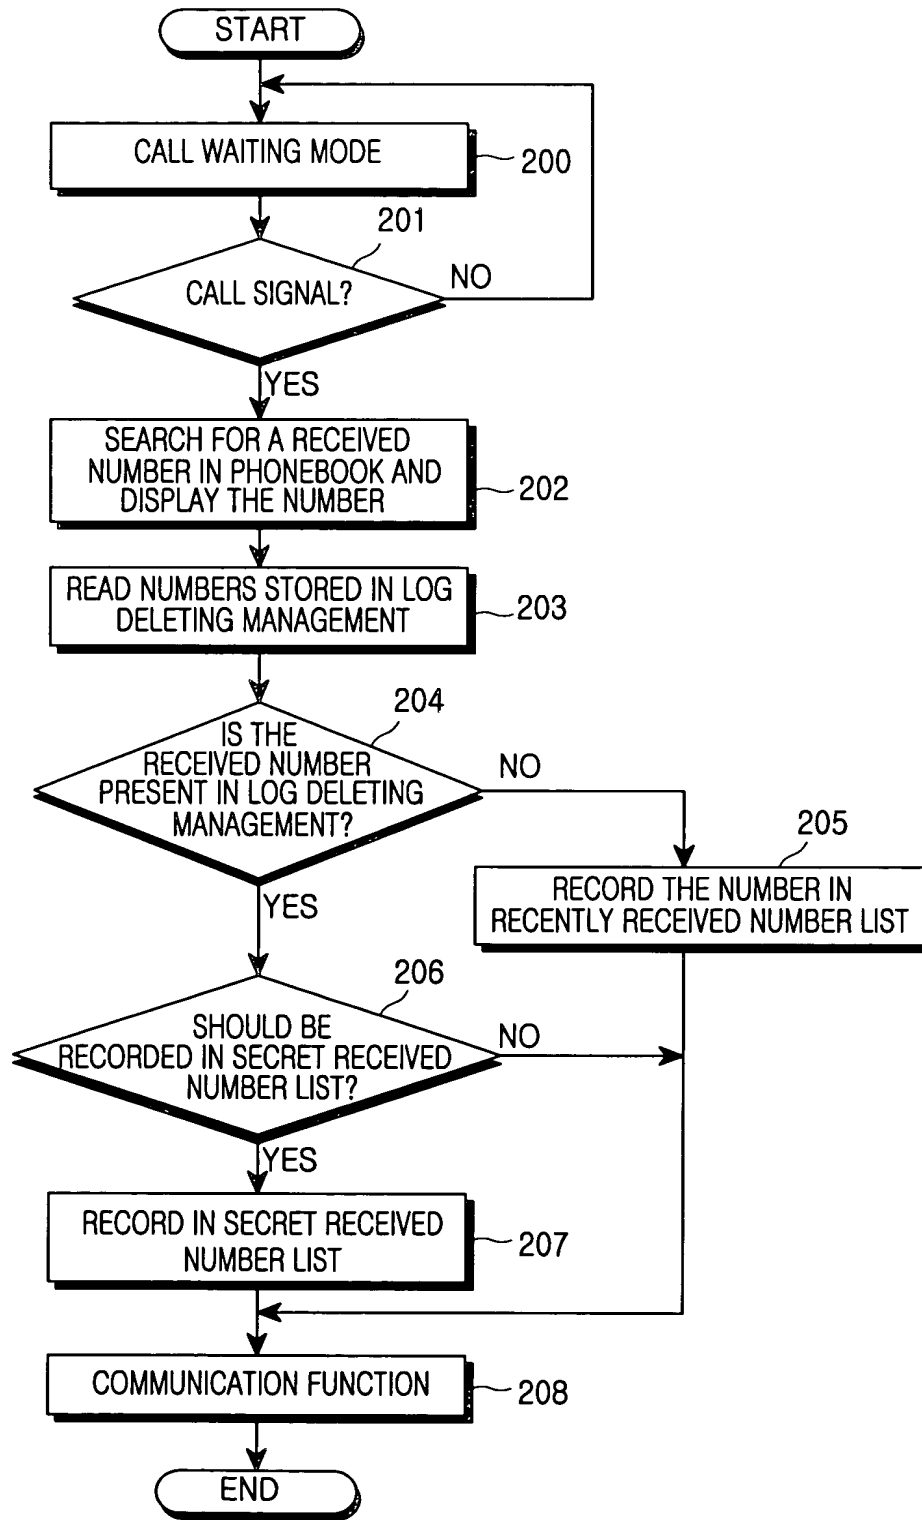 START
CALL WAITING MODE
200
201
CALL SIGNAL?
NO
YES
SEARCH FOR A RECEIVED
NUMBER IN PHONEBOOK AND
DISPLAY THE NUMBER
202
READ NUMBERS STORED IN LOG
DELETING MANAGEMENT
203
204
IS THE
RECEIVED NUMBER
PRESENT IN LOG DELETING
MANAGEMENT?
NO
YES
205
RECORD THE NUMBER IN
RECENTLY RECEIVED NUMBER LIST
206
SHOULD BE
RECORDED IN SECRET RECEIVED
NUMBER LIST?
NO
YES
RECORD IN SECRET RECEIVED
NUMBER LIST
207
COMMUNICATION FUNCTION
208
END